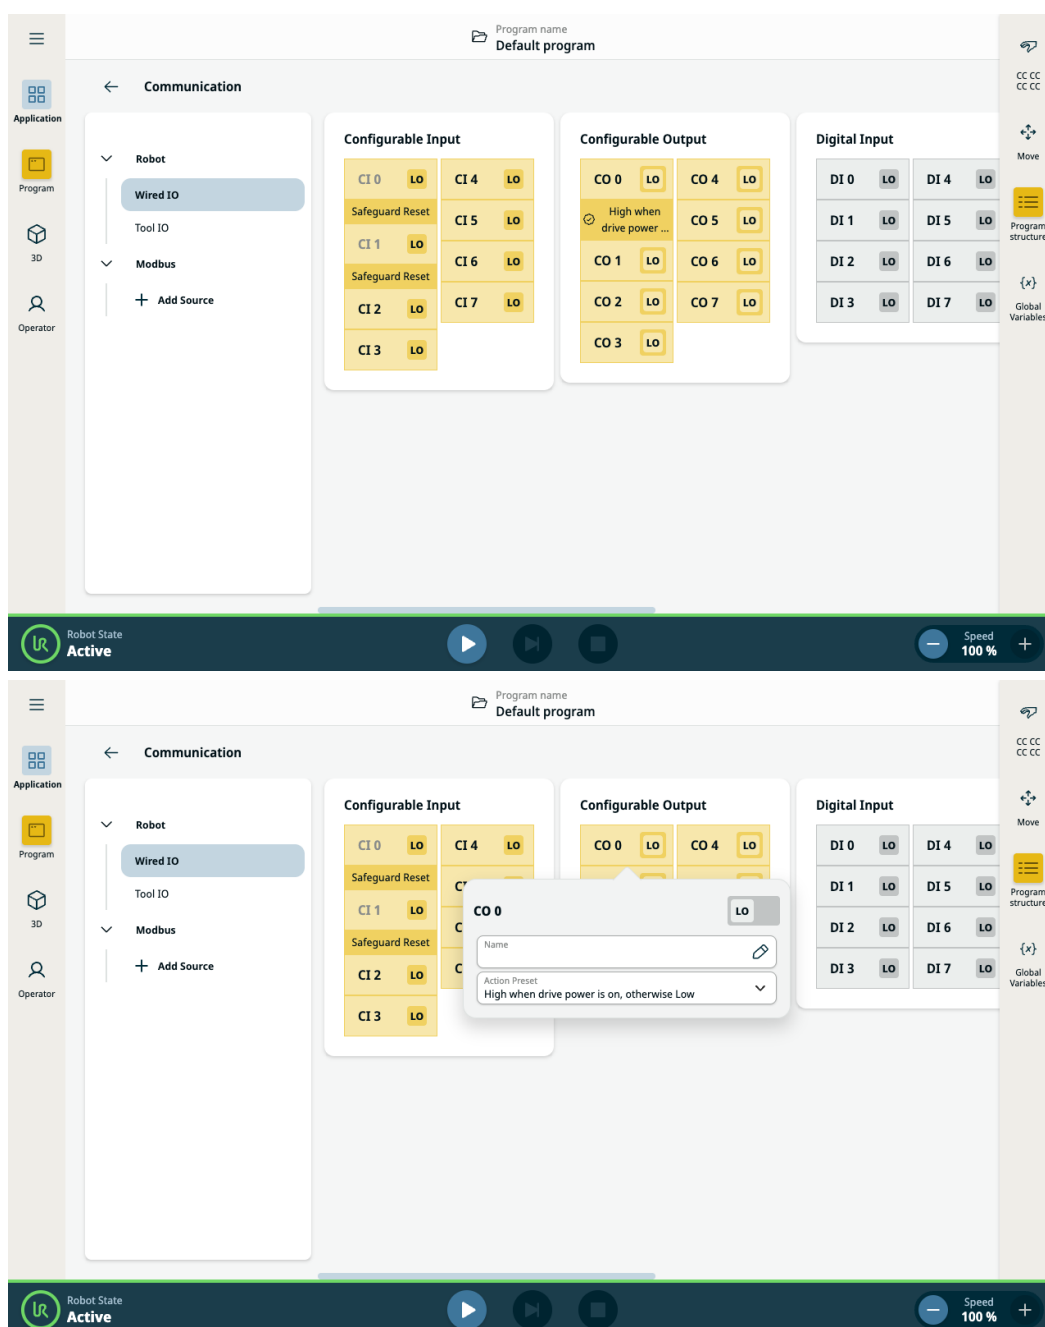 Program name
Default program
Communication
Application
Program
3D
Operator
Robot
Wired IO
Tool IO
Modbus
Add Source
Configurable Input
CI 0 LO CI 4 LO
Safeguard Reset
CI 5 LO
CI 1 LO
CI 6 LO
Safeguard Reset
CI 2 LO CI 7 LO
CI 3 LO
Configurable Output
CO 0 LO CO 4 LO
High when
drive power ...
CO 5 LO
CO 1 LO CO 6 LO
CO 2 LO CO 7 LO
CO 3 LO
Digital Input
DI 0 LO DI 4 LO
DI 1 LO DI 5 LO
DI 2 LO DI 6 LO
DI 3 LO DI 7 LO
CC CC
CC CC
Move
Program
structure
{x}
Global
Variables
UR
Robot State
Active
Speed
100 %
Program name
Default program
Communication
Application
Program
3D
Operator
Robot
Wired IO
Tool IO
Modbus
Add Source
Configurable Input
CI 0 LO CI 4 LO
Safeguard Reset
CI 1 LO
Safeguard Reset
CI 2 LO
CI 3 LO
Configurable Output
CO 0 LO CO 4 LO
CO 0 LO
Name
Action Preset
High when drive power is on, otherwise Low
Digital Input
DI 0 LO DI 4 LO
DI 1 LO DI 5 LO
DI 2 LO DI 6 LO
DI 3 LO DI 7 LO
CC CC
CC CC
Move
Program
structure
{x}
Global
Variables
UR
Robot State
Active
Speed
100 %